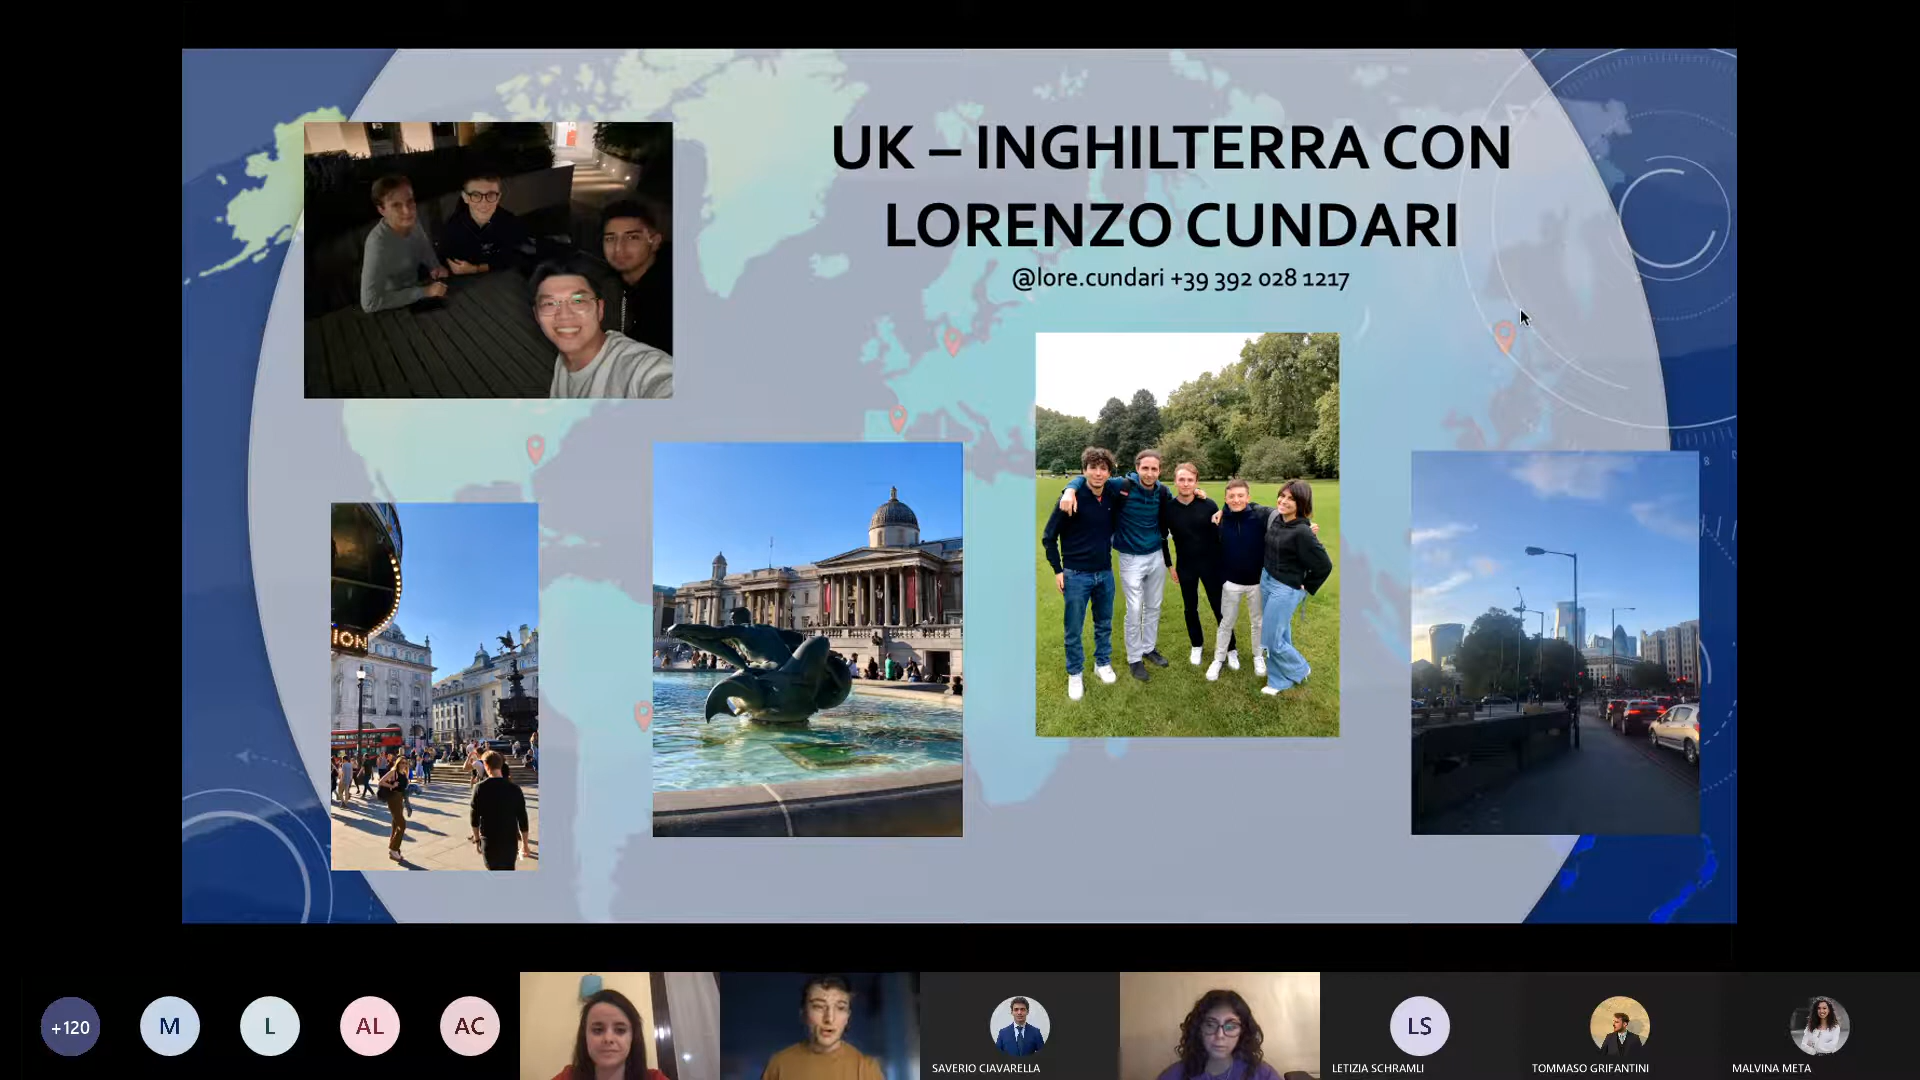 UK – INGHILTERRA CON
LORENZO CUNDARI
@lore.cundari +39 392 028 1217
ION
+120
M
L
AL
AC
SAVERIO CIAVARELLA
LS
LETIZIA SCHRAMLI
TOMMASO GRIFANTINI
MALVINA META